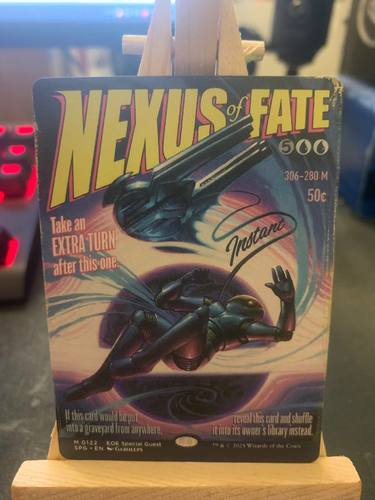 NEXUS of FATE
5
306-280 M
50¢
Take an
EXTRA TURN
after this one.
Instant
If this card would be put
into a graveyard from anywhere,
reveal this card and shuffle
it into its owner's library instead.
M 0122 EOE Special Guest
SPG • EN
™ & © 2025 Wizards of the Coast